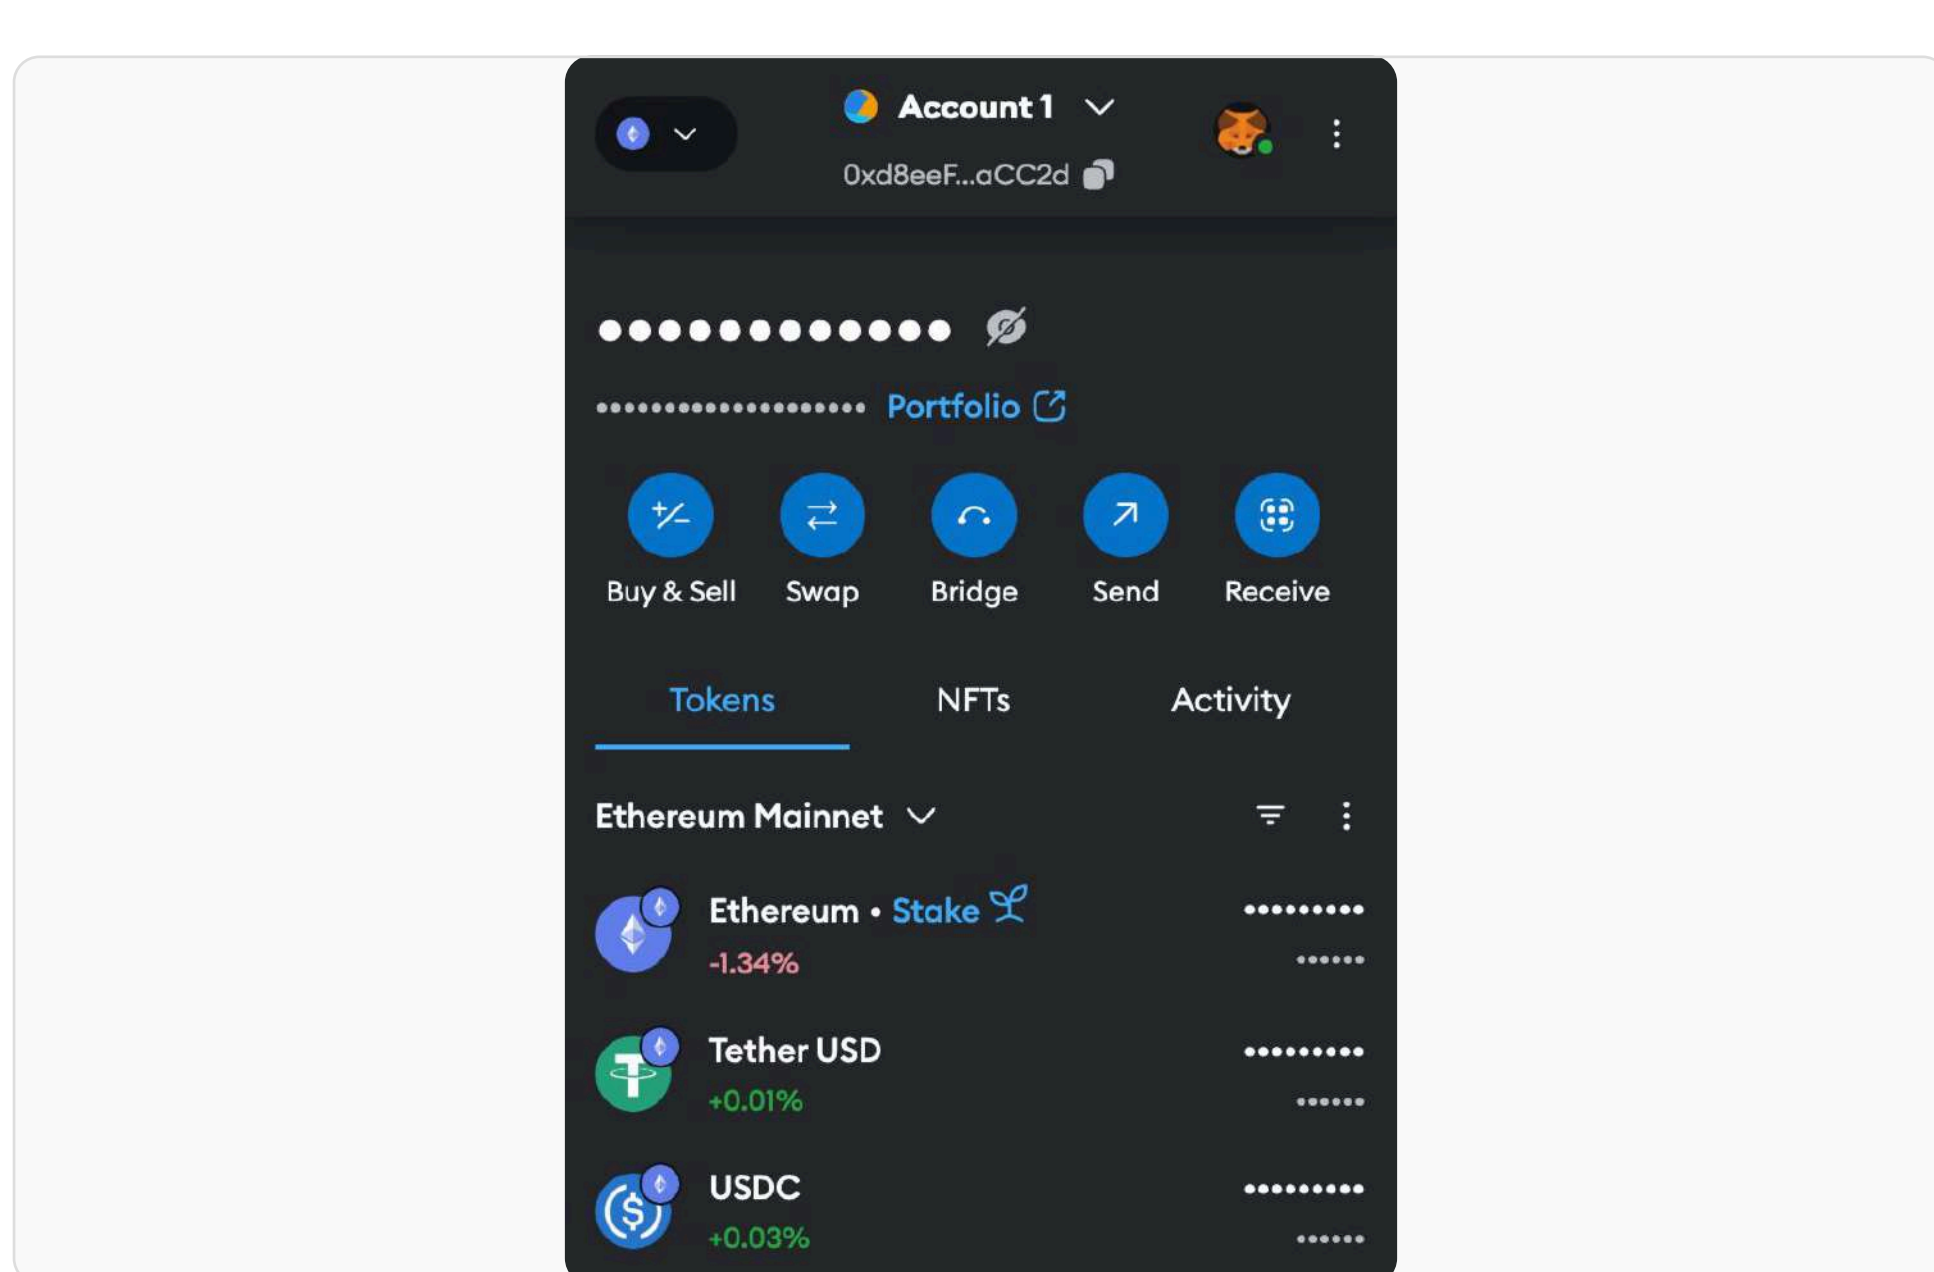 Account 1
0xd8eeF...aCC2d
•••••••••••• 
•••••••••••••••••••• Portfolio
Buy & Sell Swap Bridge Send Receive
Tokens NFTs Activity
Ethereum Mainnet
Ethereum • Stake •••••••••
-1.34% ••••••
Tether USD •••••••••
+0.01% ••••••
USDC •••••••••
+0.03% ••••••